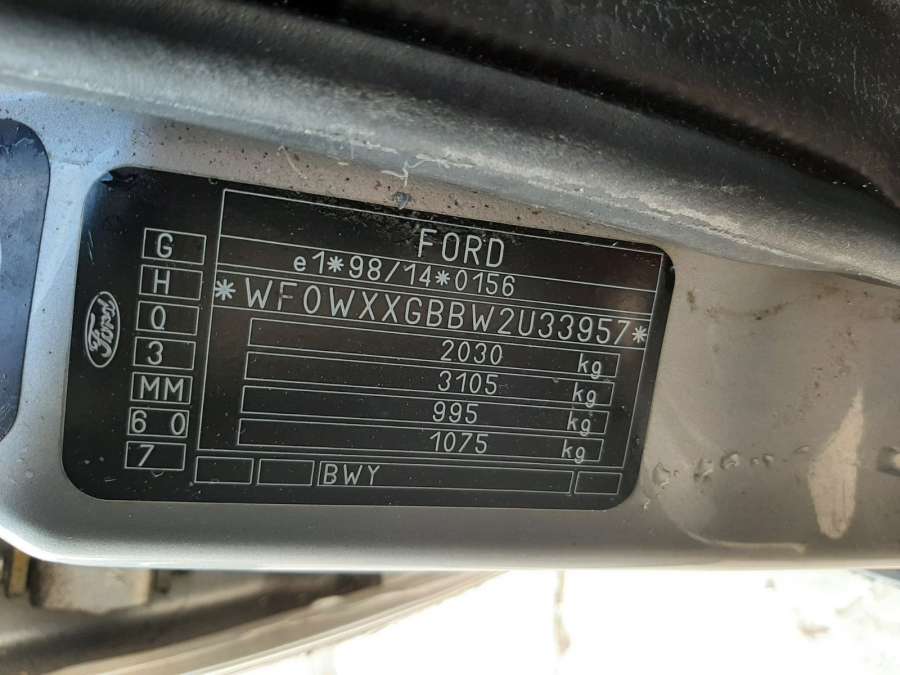 FORD
e1*98/14*0156
*WF0WXXGBBW2U33957*
2030 kg
3105 kg
995 kg
1075 kg
BWY
G
H
Q
3
MM
6 0
7
Ford